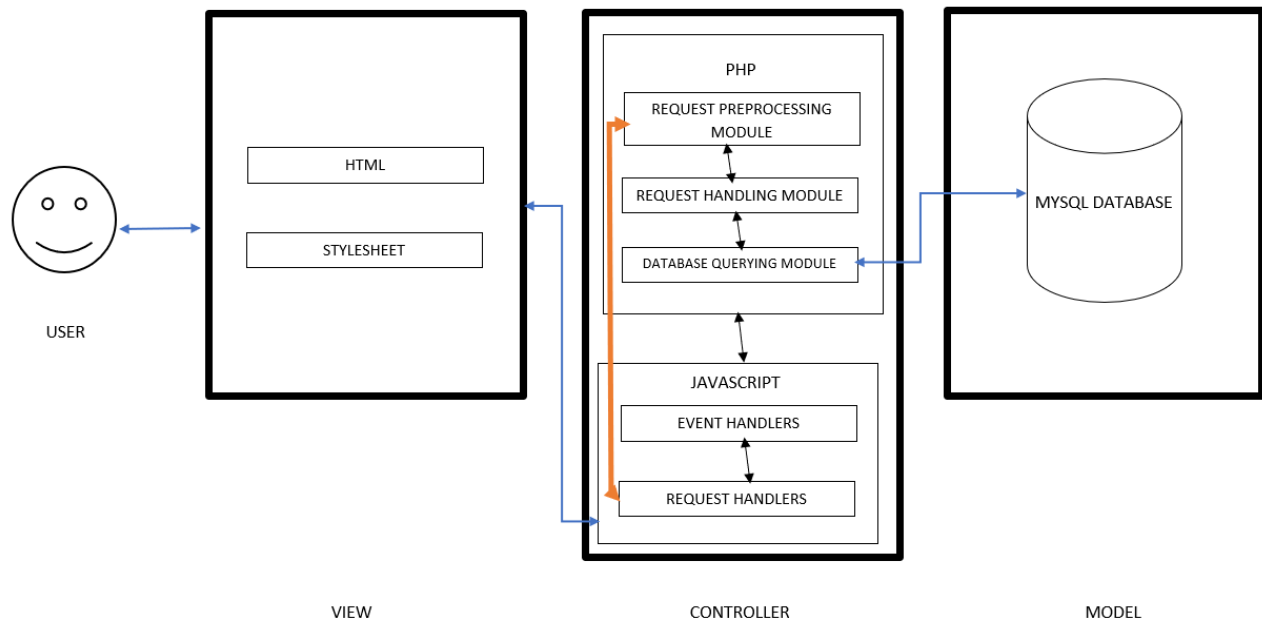 USER
HTML
STYLESHEET
VIEW
PHP
REQUEST PREPROCESSING
MODULE
REQUEST HANDLING MODULE
DATABASE QUERYING MODULE
JAVASCRIPT
EVENT HANDLERS
REQUEST HANDLERS
CONTROLLER
MYSQL DATABASE
MODEL